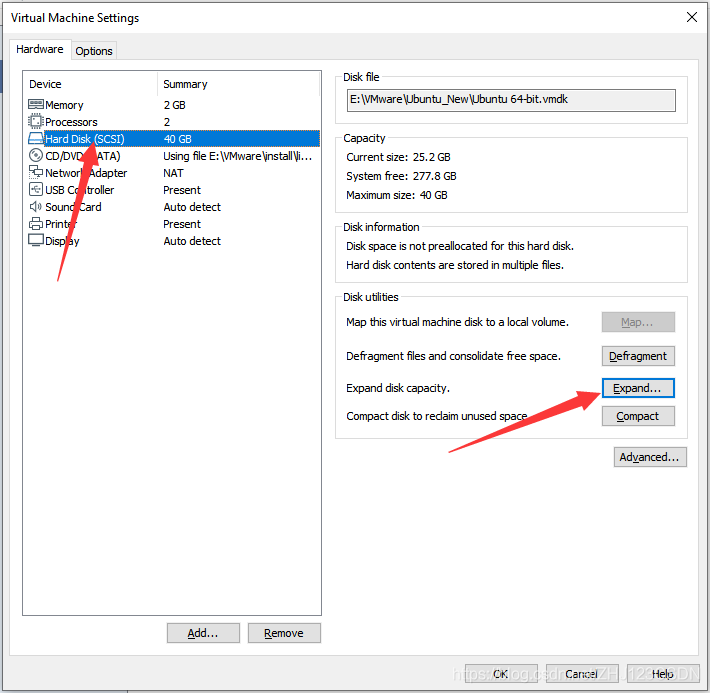 Virtual Machine Settings
Hardware
Options
Device Summary
Memory 2 GB
Processors 2
Hard Disk (SCSI) 40 GB
CD/DVD (SATA) Using file E:\VMware\install\li...
Network Adapter NAT
USB Controller Present
Sound Card Auto detect
Printer Present
Display Auto detect
Add...
Remove
Disk file
E:\VMware\Ubuntu_New\Ubuntu 64-bit.vmdk
Capacity
Current size: 25.2 GB
System free: 277.8 GB
Maximum size: 40 GB
Disk information
Disk space is not preallocated for this hard disk.
Hard disk contents are stored in multiple files.
Disk utilities
Map this virtual machine disk to a local volume. Map...
Defragment files and consolidate free space. Defragment
Expand disk capacity. Expand...
Compact disk to reclaim unused space. Compact
Advanced...
OK
Cancel
Help